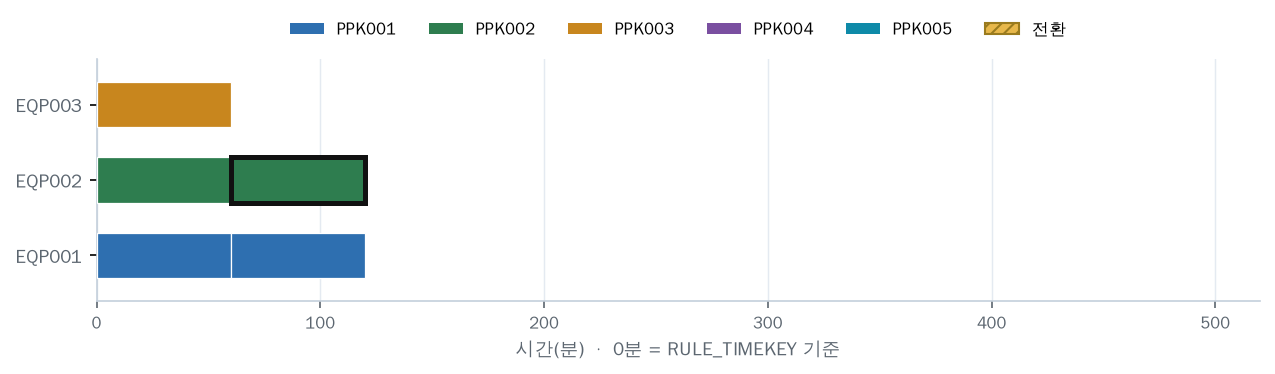 PPK001 PPK002 PPK003 PPK004 PPK005 전환
EQP003
EQP002
EQP001
0 100 200 300 400 500
시간(분) · 0분 = RULE_TIMEKEY 기준